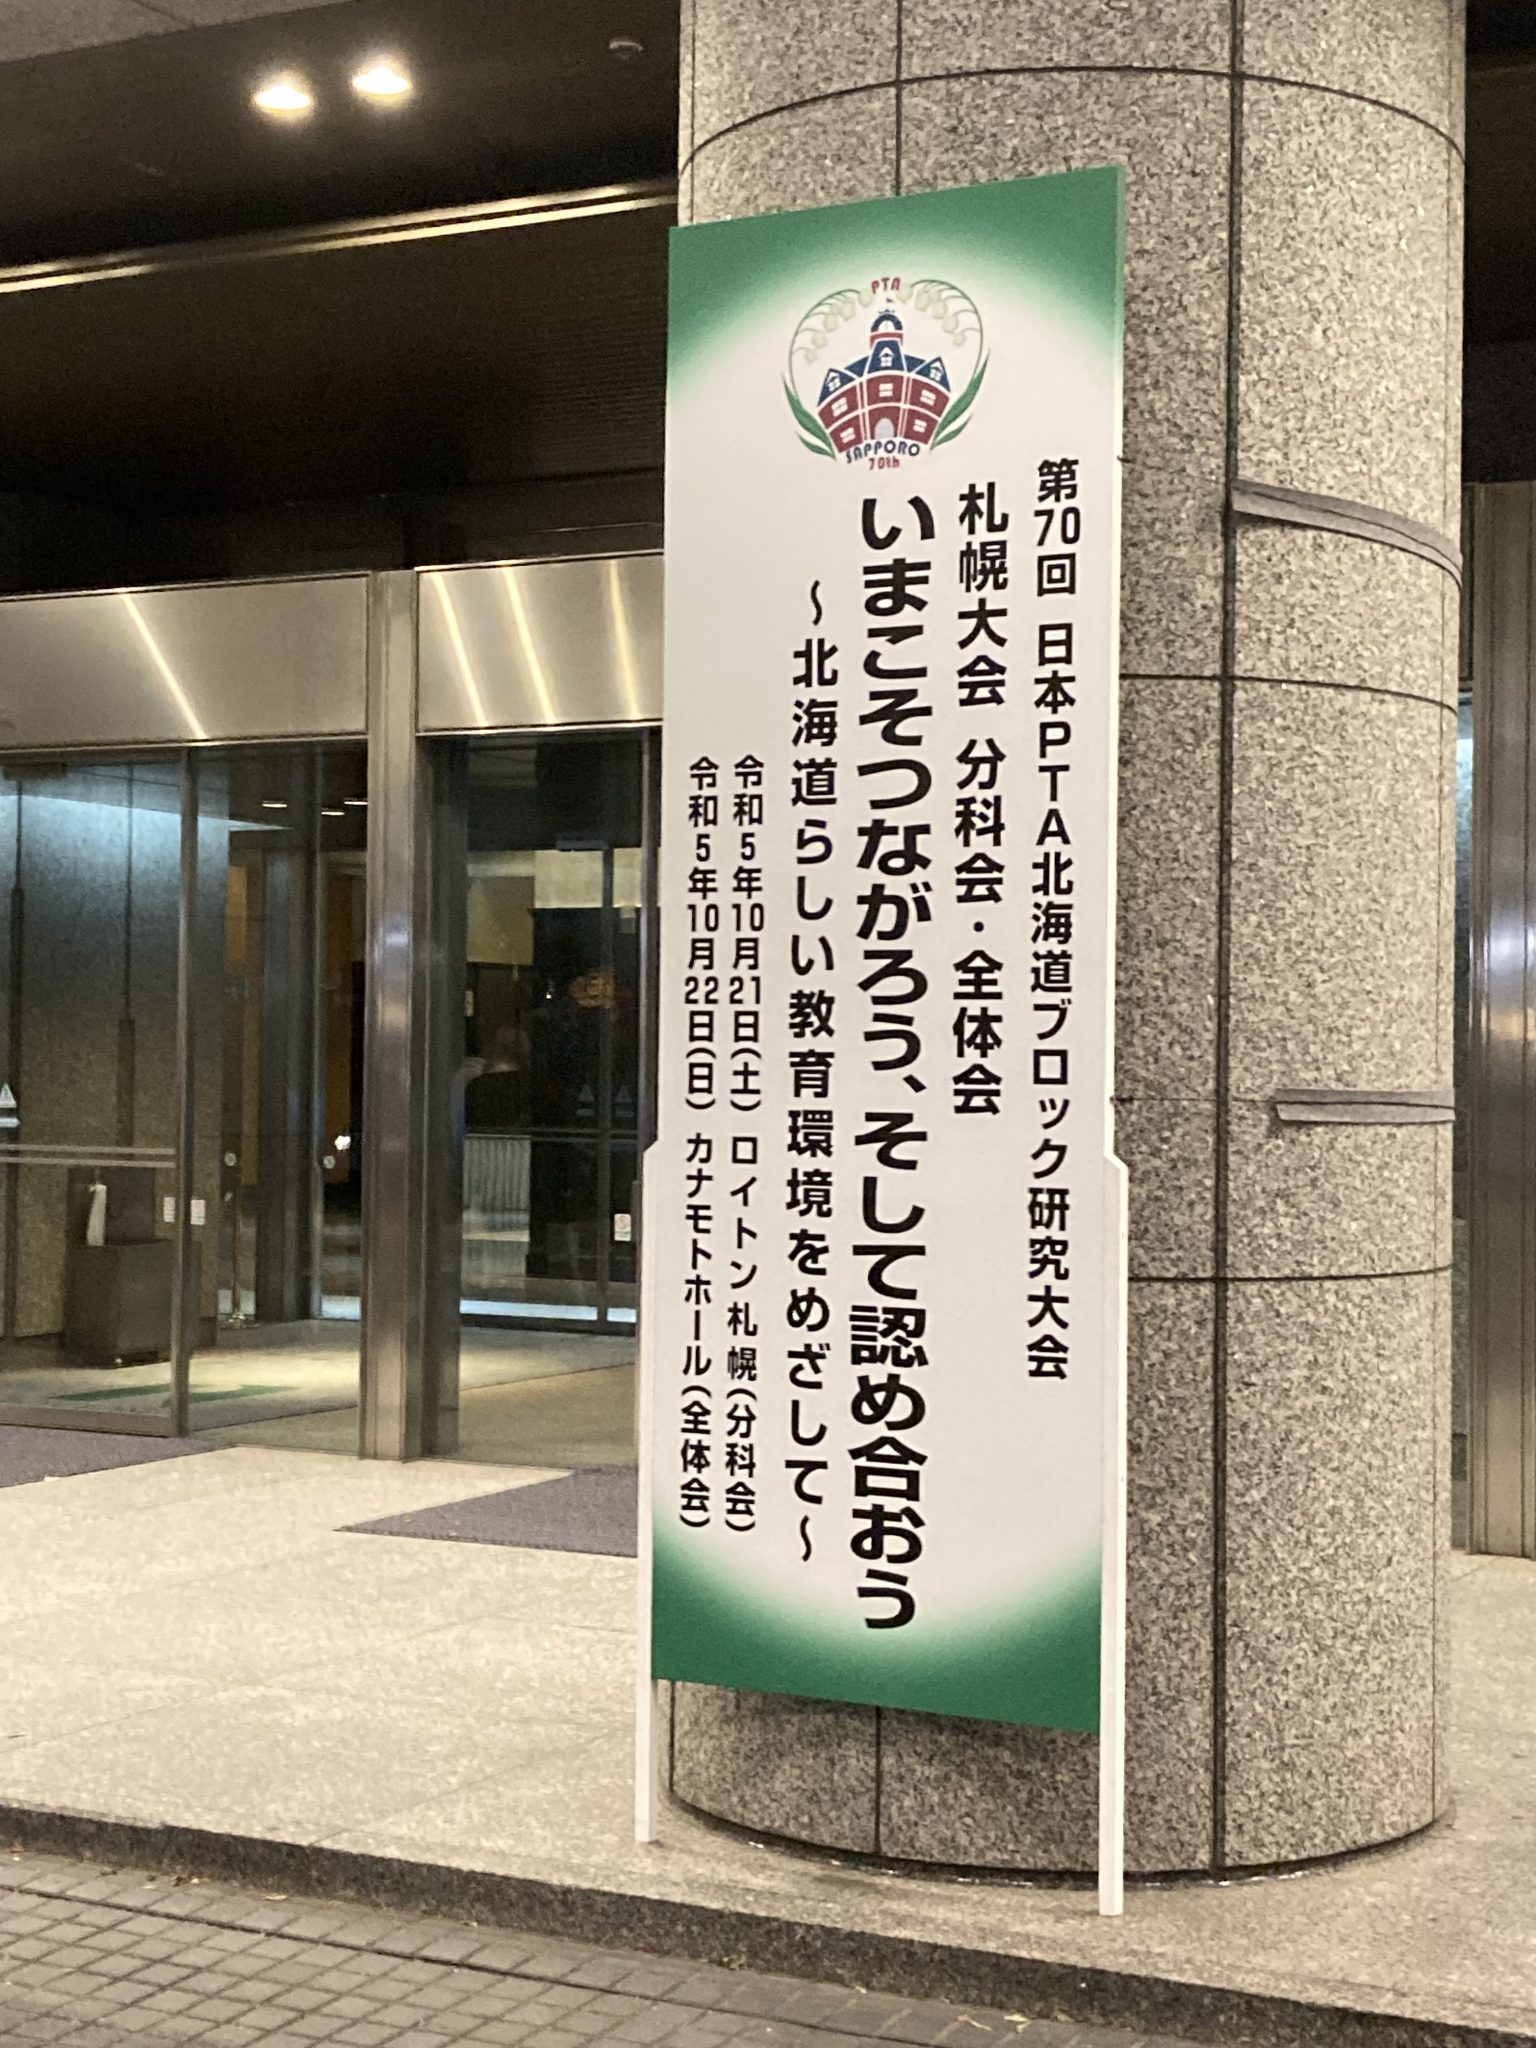 PTA
SAPPORO
70th
第70回 日本PTA北海道ブロック研究大会
札幌大会 分科会・全体会
いまこそつながろう、そして認め合おう
～北海道らしい教育環境をめざして～
令和5年10月21日(土) ロイトン札幌(分科会)
令和5年10月22日(日) カナモトホール(全体会)